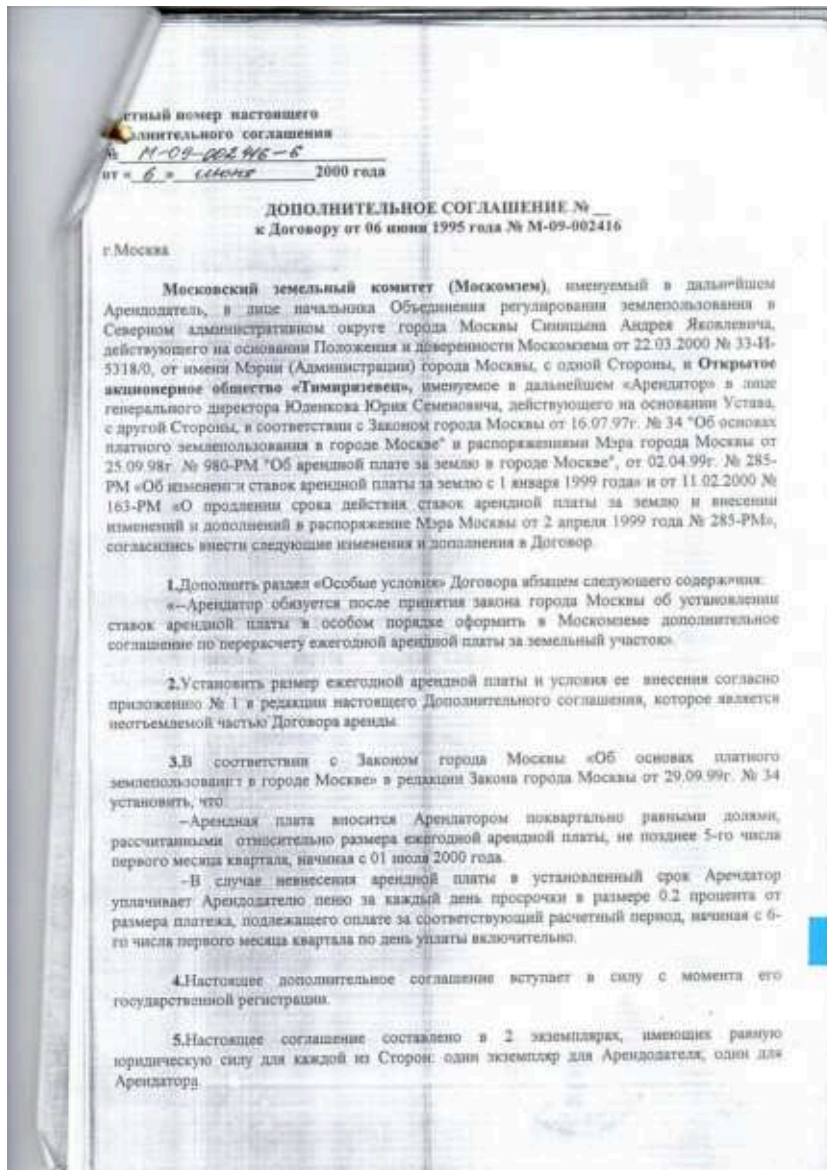 етный номер настоящего
лнительного соглашения
№ М-09-002416-6
от «6» июня 2000 года
ДОПОЛНИТЕЛЬНОЕ СОГЛАШЕНИЕ № __
к Договору от 06 июня 1995 года № М-09-002416
г.Москва
Московский земельный комитет (Москомзем), именуемый в дальнейшем
Арендодатель, в лице начальника Объединения регулирования землепользования в
Северном административном округе города Москвы Синицына Андрея Яковлевича,
действующего на основании Положения и доверенности Москомзема от 22.03.2000 № 33-И-
5318/0, от имени Мэрии (Администрации) города Москвы, с одной Стороны, и Открытое
акционерное общество «Тимирязевец», именуемое в дальнейшем «Арендатор» в лице
генерального директора Юденкова Юрия Семеновича, действующего на основании Устава,
с другой Стороны, в соответствии с Законом города Москвы от 16.07.97г. № 34 "Об основах
платного землепользования в городе Москве" и распоряжениями Мэра города Москвы от
25.09.98г. № 980-РМ "Об арендной плате за землю в городе Москве", от 02.04.99г. № 285-
РМ «Об изменении ставок арендной платы за землю с 1 января 1999 года» и от 11.02.2000 №
163-РМ «О продлении срока действия ставок арендной платы за землю и внесении
изменений и дополнений в распоряжение Мэра Москвы от 2 апреля 1999 года № 285-РМ»,
согласились внести следующие изменения и дополнения в Договор.
1.Дополнить раздел «Особые условия» Договора абзацем следующего содержания:
«–Арендатор обязуется после принятия закона города Москвы об установлении
ставок арендной платы в особом порядке оформить в Москомземе дополнительное
соглашение по перерасчету ежегодной арендной платы за земельный участок».
2.Установить размер ежегодной арендной платы и условия ее внесения согласно
приложению № 1 в редакции настоящего Дополнительного соглашения, которое является
неотъемлемой частью Договора аренды.
3.В соответствии с Законом города Москвы «Об основах платного
землепользования в городе Москве» в редакции Закона города Москвы от 29.09.99г. № 34
установить, что:
–Арендная плата вносится Арендатором поквартально равными долями,
рассчитанными относительно размера ежегодной арендной платы, не позднее 5-го числа
первого месяца квартала, начиная с 01 июля 2000 года.
–В случае невнесения арендной платы в установленный срок Арендатор
уплачивает Арендодателю пеню за каждый день просрочки в размере 0.2 процента от
размера платежа, подлежащего оплате за соответствующий расчетный период, начиная с 6-
го числа первого месяца квартала по день уплаты включительно.
4.Настоящее дополнительное соглашение вступает в силу с момента его
государственной регистрации.
5.Настоящее соглашение составлено в 2 экземплярах, имеющих равную
юридическую силу для каждой из Сторон: один экземпляр для Арендодателя, один для
Арендатора.